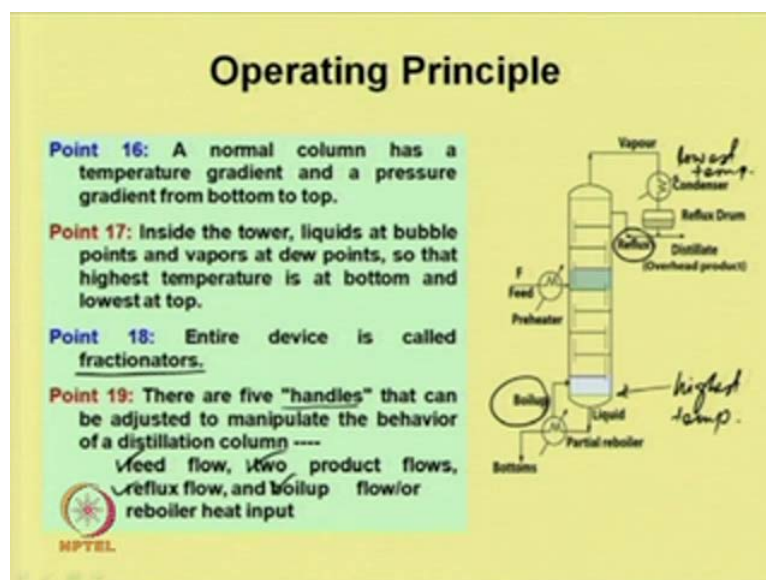 Operating Principle
Point 16: A normal column has a
temperature gradient and a pressure
gradient from bottom to top.
Point 17: Inside the tower, liquids at bubble
points and vapors at dew points, so that
highest temperature is at bottom and
lowest at top.
Point 18: Entire device is called
fractionators.
Point 19: There are five "handles" that can
be adjusted to manipulate the behavior
of a distillation column ----
feed flow, two product flows,
reflux flow, and boilup flow/or
reboiler heat input
NPTEL
Vapour
lowest
temp.
Condenser
Reflux Drum
Reflux
Distillate
(Overhead product)
F
Feed
Preheater
highest
temp.
Boilup
Liquid
Partial reboiler
Bottoms